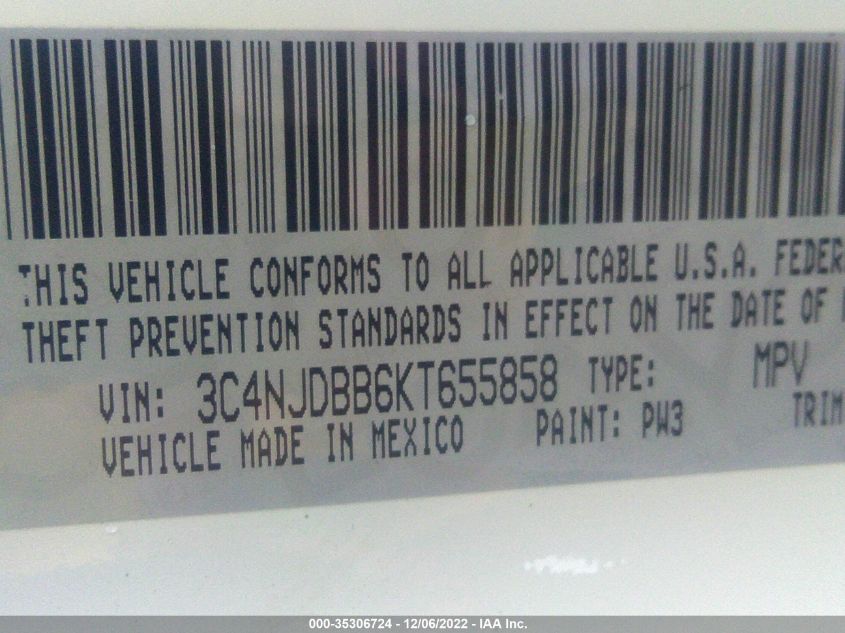 THIS VEHICLE CONFORMS TO ALL APPLICABLE U.S.A. FEDER
THEFT PREVENTION STANDARDS IN EFFECT ON THE DATE OF
VIN: 3C4NJDBB6KT655858 TYPE: MPV
VEHICLE MADE IN MEXICO PAINT: PW3 TRIM
000-35306724 - 12/06/2022 - IAA Inc.